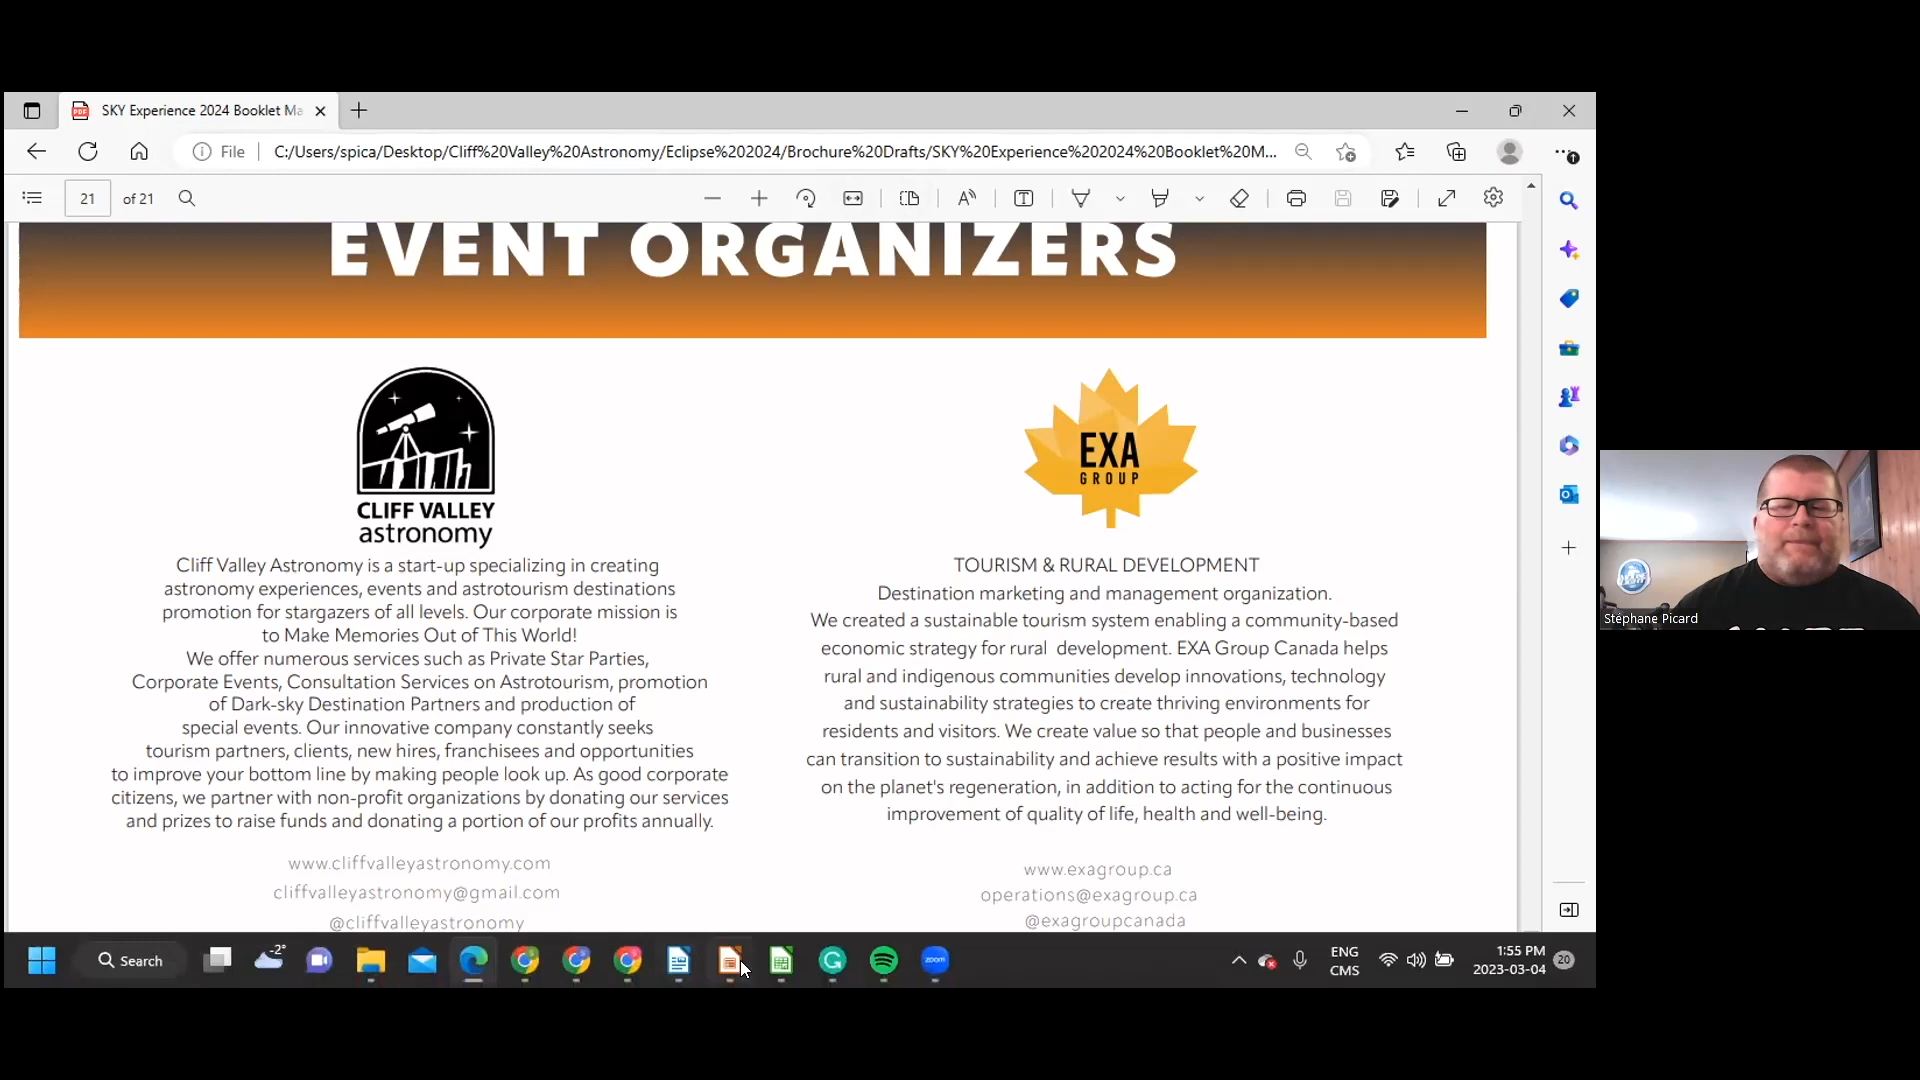 SKY Experience 2024 Booklet Ma
File
C:/Users/spica/Desktop/Cliff%20Valley%20Astronomy/Eclipse%202024/Brochure%20Drafts/SKY%20Experience%202024%20Booklet%20M...
21 of 21
EVENT ORGANIZERS
CLIFF VALLEY
astronomy
Cliff Valley Astronomy is a start-up specializing in creating
astronomy experiences, events and astrotourism destinations
promotion for stargazers of all levels. Our corporate mission is
to Make Memories Out of This World!
We offer numerous services such as Private Star Parties,
Corporate Events, Consultation Services on Astrotourism, promotion
of Dark-sky Destination Partners and production of
special events. Our innovative company constantly seeks
tourism partners, clients, new hires, franchisees and opportunities
to improve your bottom line by making people look up. As good corporate
citizens, we partner with non-profit organizations by donating our services
and prizes to raise funds and donating a portion of our profits annually.
www.cliffvalleyastronomy.com
cliffvalleyastronomy@gmail.com
@cliffvalleyastronomy
EXA
GROUP
TOURISM & RURAL DEVELOPMENT
Destination marketing and management organization.
We created a sustainable tourism system enabling a community-based
economic strategy for rural development. EXA Group Canada helps
rural and indigenous communities develop innovations, technology
and sustainability strategies to create thriving environments for
residents and visitors. We create value so that people and businesses
can transition to sustainability and achieve results with a positive impact
on the planet's regeneration, in addition to acting for the continuous
improvement of quality of life, health and well-being.
www.exagroup.ca
operations@exagroup.ca
@exagroupcanada
Stéphane Picard
-2°
Search
zoom
ENG
CMS
1:55 PM
2023-03-04
20